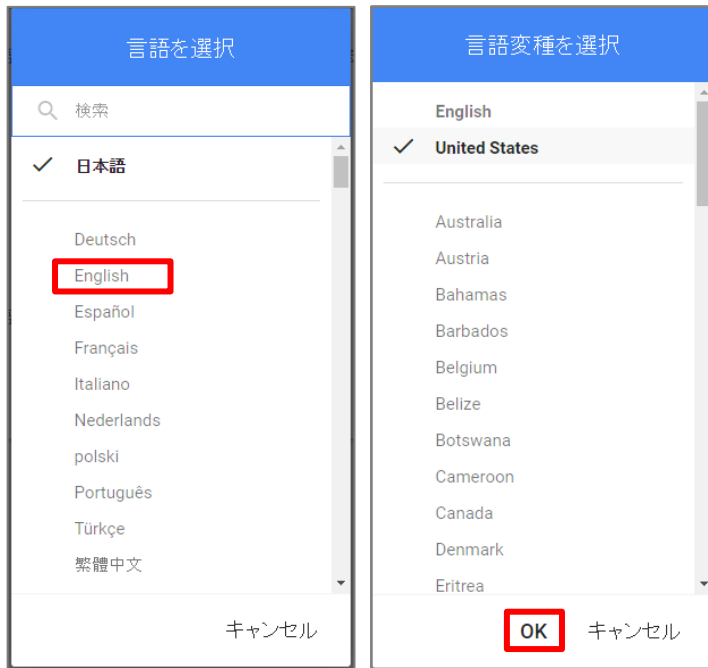 言語を選択
検索
日本語
Deutsch
English
Español
Français
Italiano
Nederlands
polski
Português
Türkçe
繁體中文
キャンセル
言語変種を選択
English
United States
Australia
Austria
Bahamas
Barbados
Belgium
Belize
Botswana
Cameroon
Canada
Denmark
Eritrea
OK キャンセル